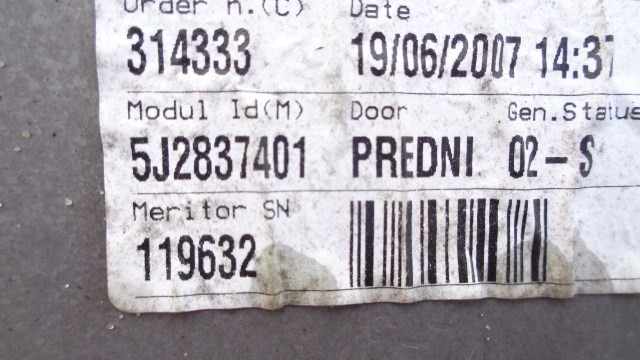 Order n.(C) Date
314333 19/06/2007 14:37
Modul Id(M) Door Gen.Status
5J2837401 PREDNI 02-S
Meritor SN
119632